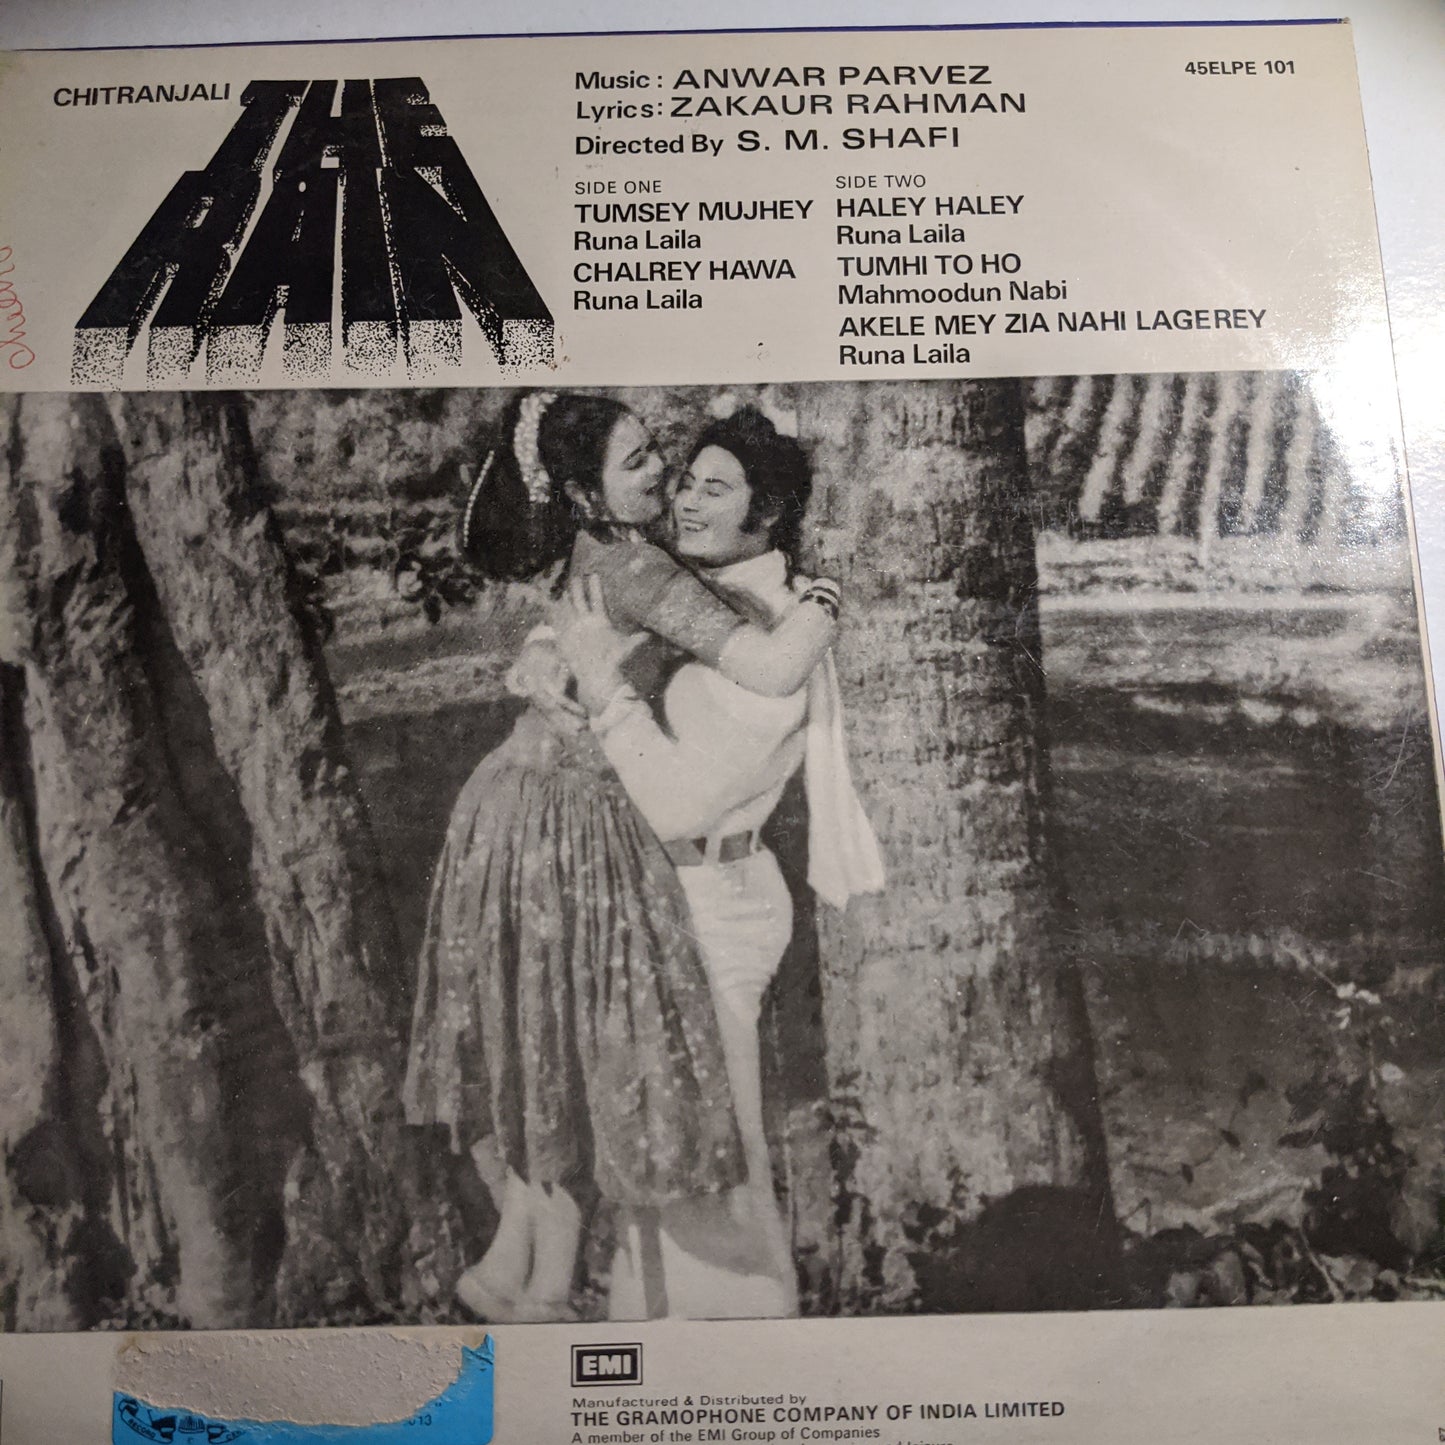 CHITRANJALI
THE
RAIN
Music: ANWAR PARVEZ
Lyrics: ZAKAUR RAHMAN
Directed By S. M. SHAFI
45ELPE 101
SIDE ONE
TUMSEY MUJHEY
Runa Laila
CHALREY HAWA
Runa Laila
SIDE TWO
HALEY HALEY
Runa Laila
TUMHI TO HO
Mahmoodun Nabi
AKELE MEY ZIA NAHI LAGEREY
Runa Laila
EMI
Manufactured & Distributed by
THE GRAMOPHONE COMPANY OF INDIA LIMITED
A member of the EMI Group of Companies
RECORD